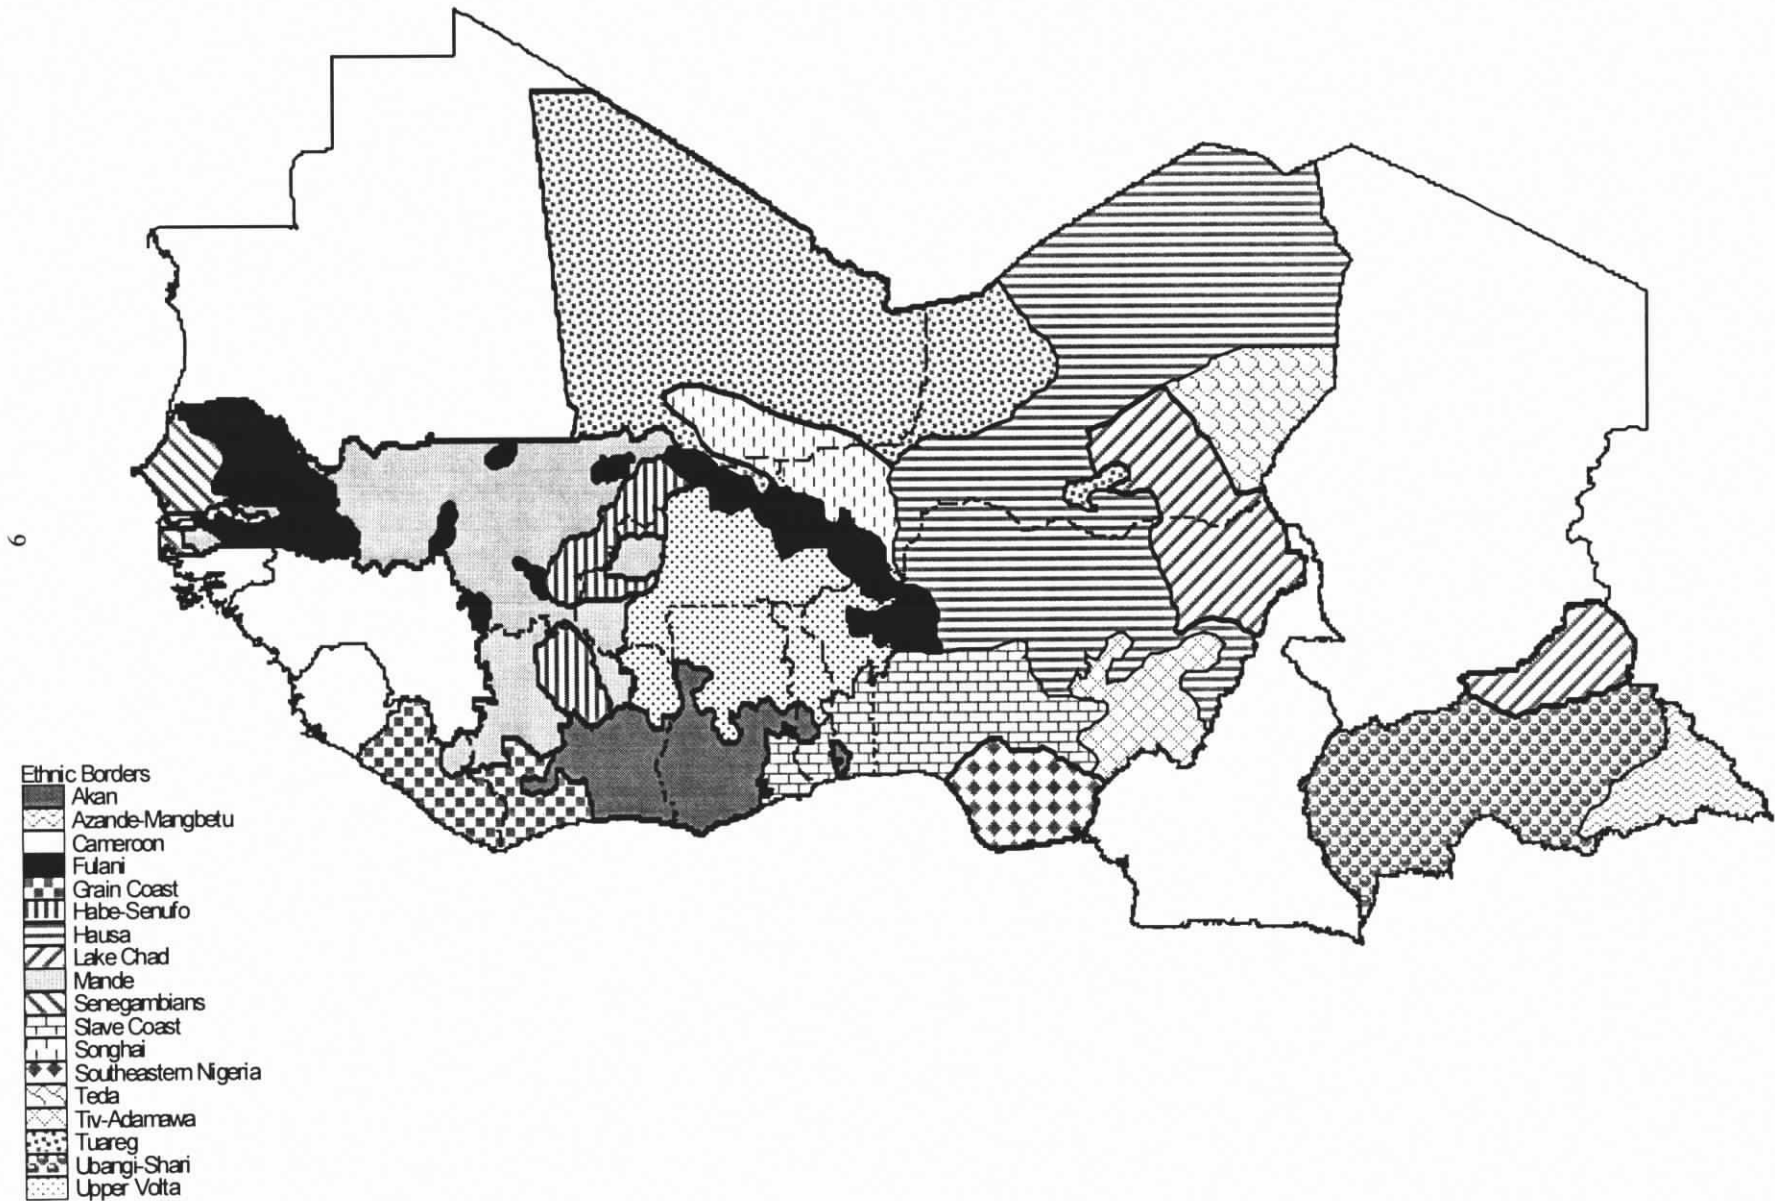 9
Ethnic Borders
Akan
Azande-Mangbetu
Cameroon
Fulani
Grain Coast
Habe-Senufo
Hausa
Lake Chad
Mande
Senegambians
Slave Coast
Songhai
Southeastern Nigeria
Teda
Tiv-Adamawa
Tuareg
Ubangi-Shari
Upper Volta